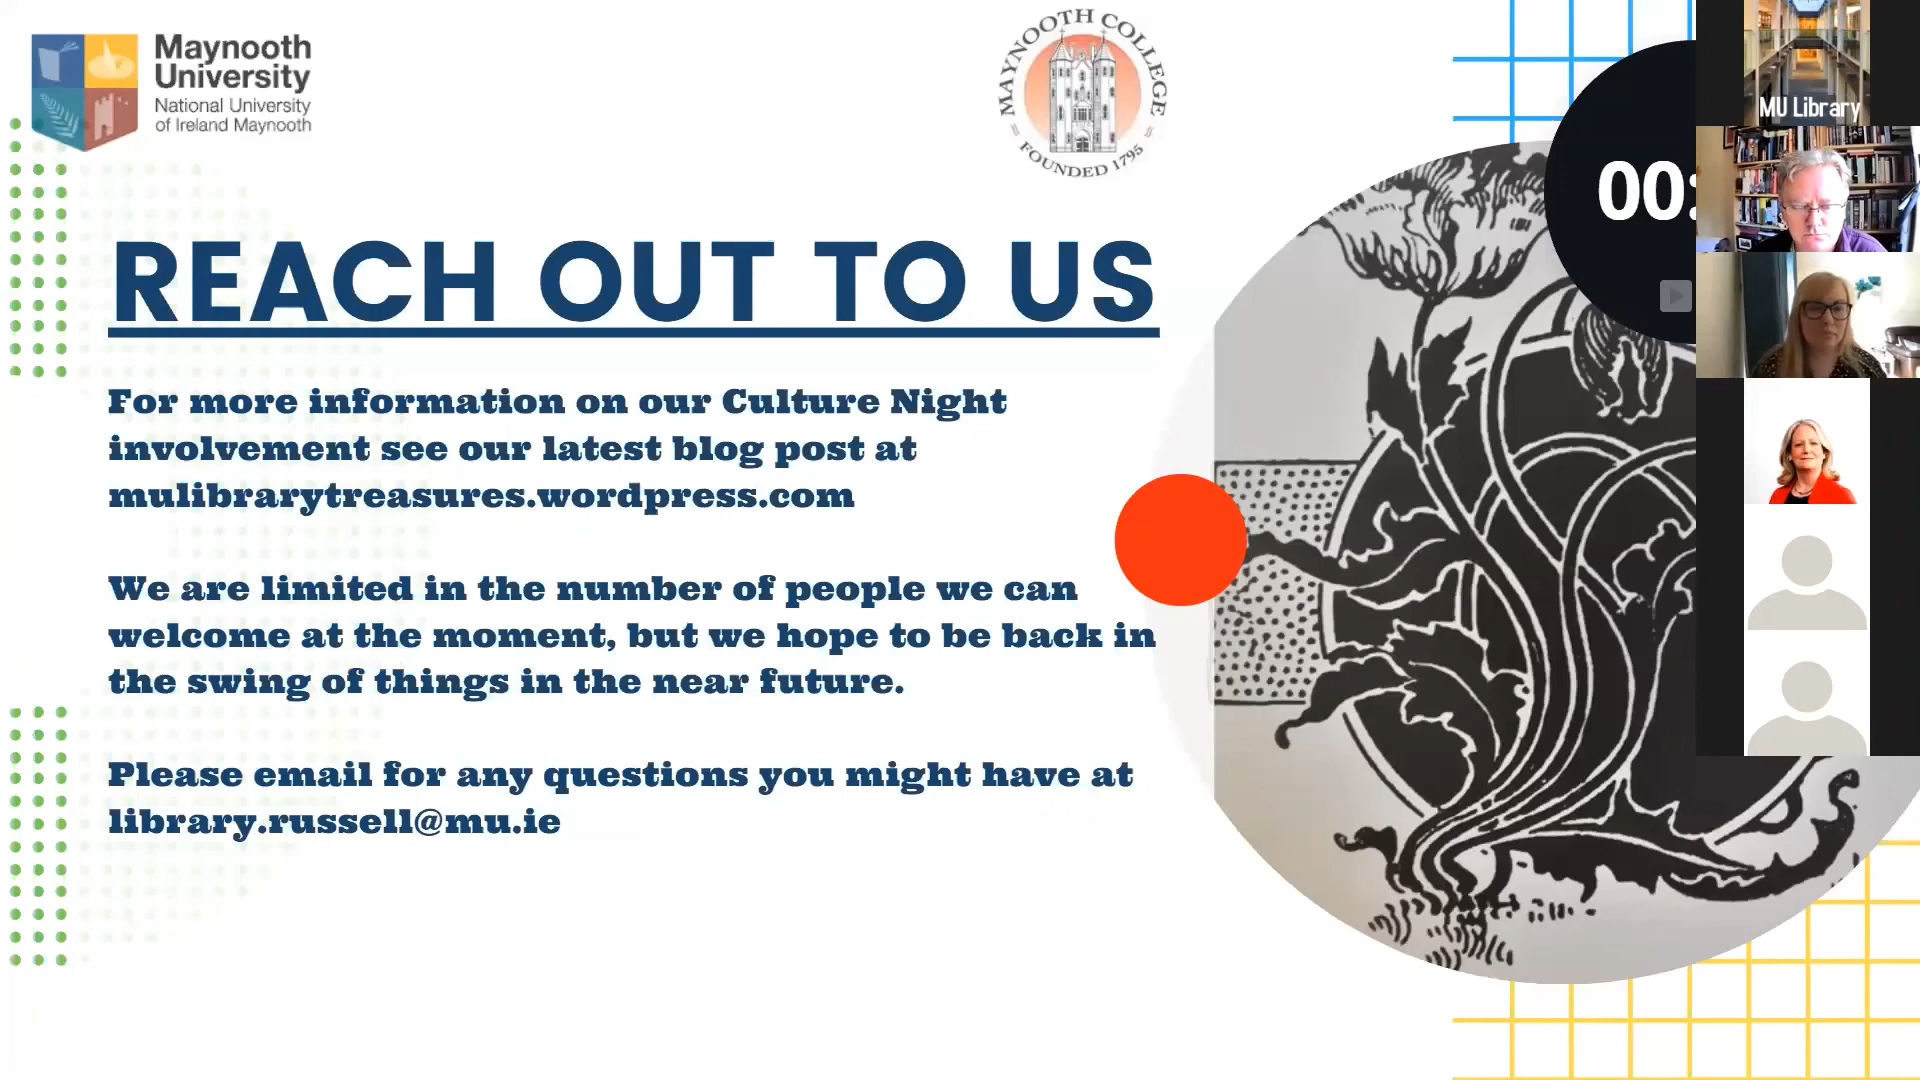 Maynooth
University
National University
of Ireland Maynooth
MAYNOOTH COLLEGE
FOUNDED 1795
MU Library
00:
REACH OUT TO US
For more information on our Culture Night
involvement see our latest blog post at
mulibrarytreasures.wordpress.com
We are limited in the number of people we can
welcome at the moment, but we hope to be back in
the swing of things in the near future.
Please email for any questions you might have at
library.russell@mu.ie